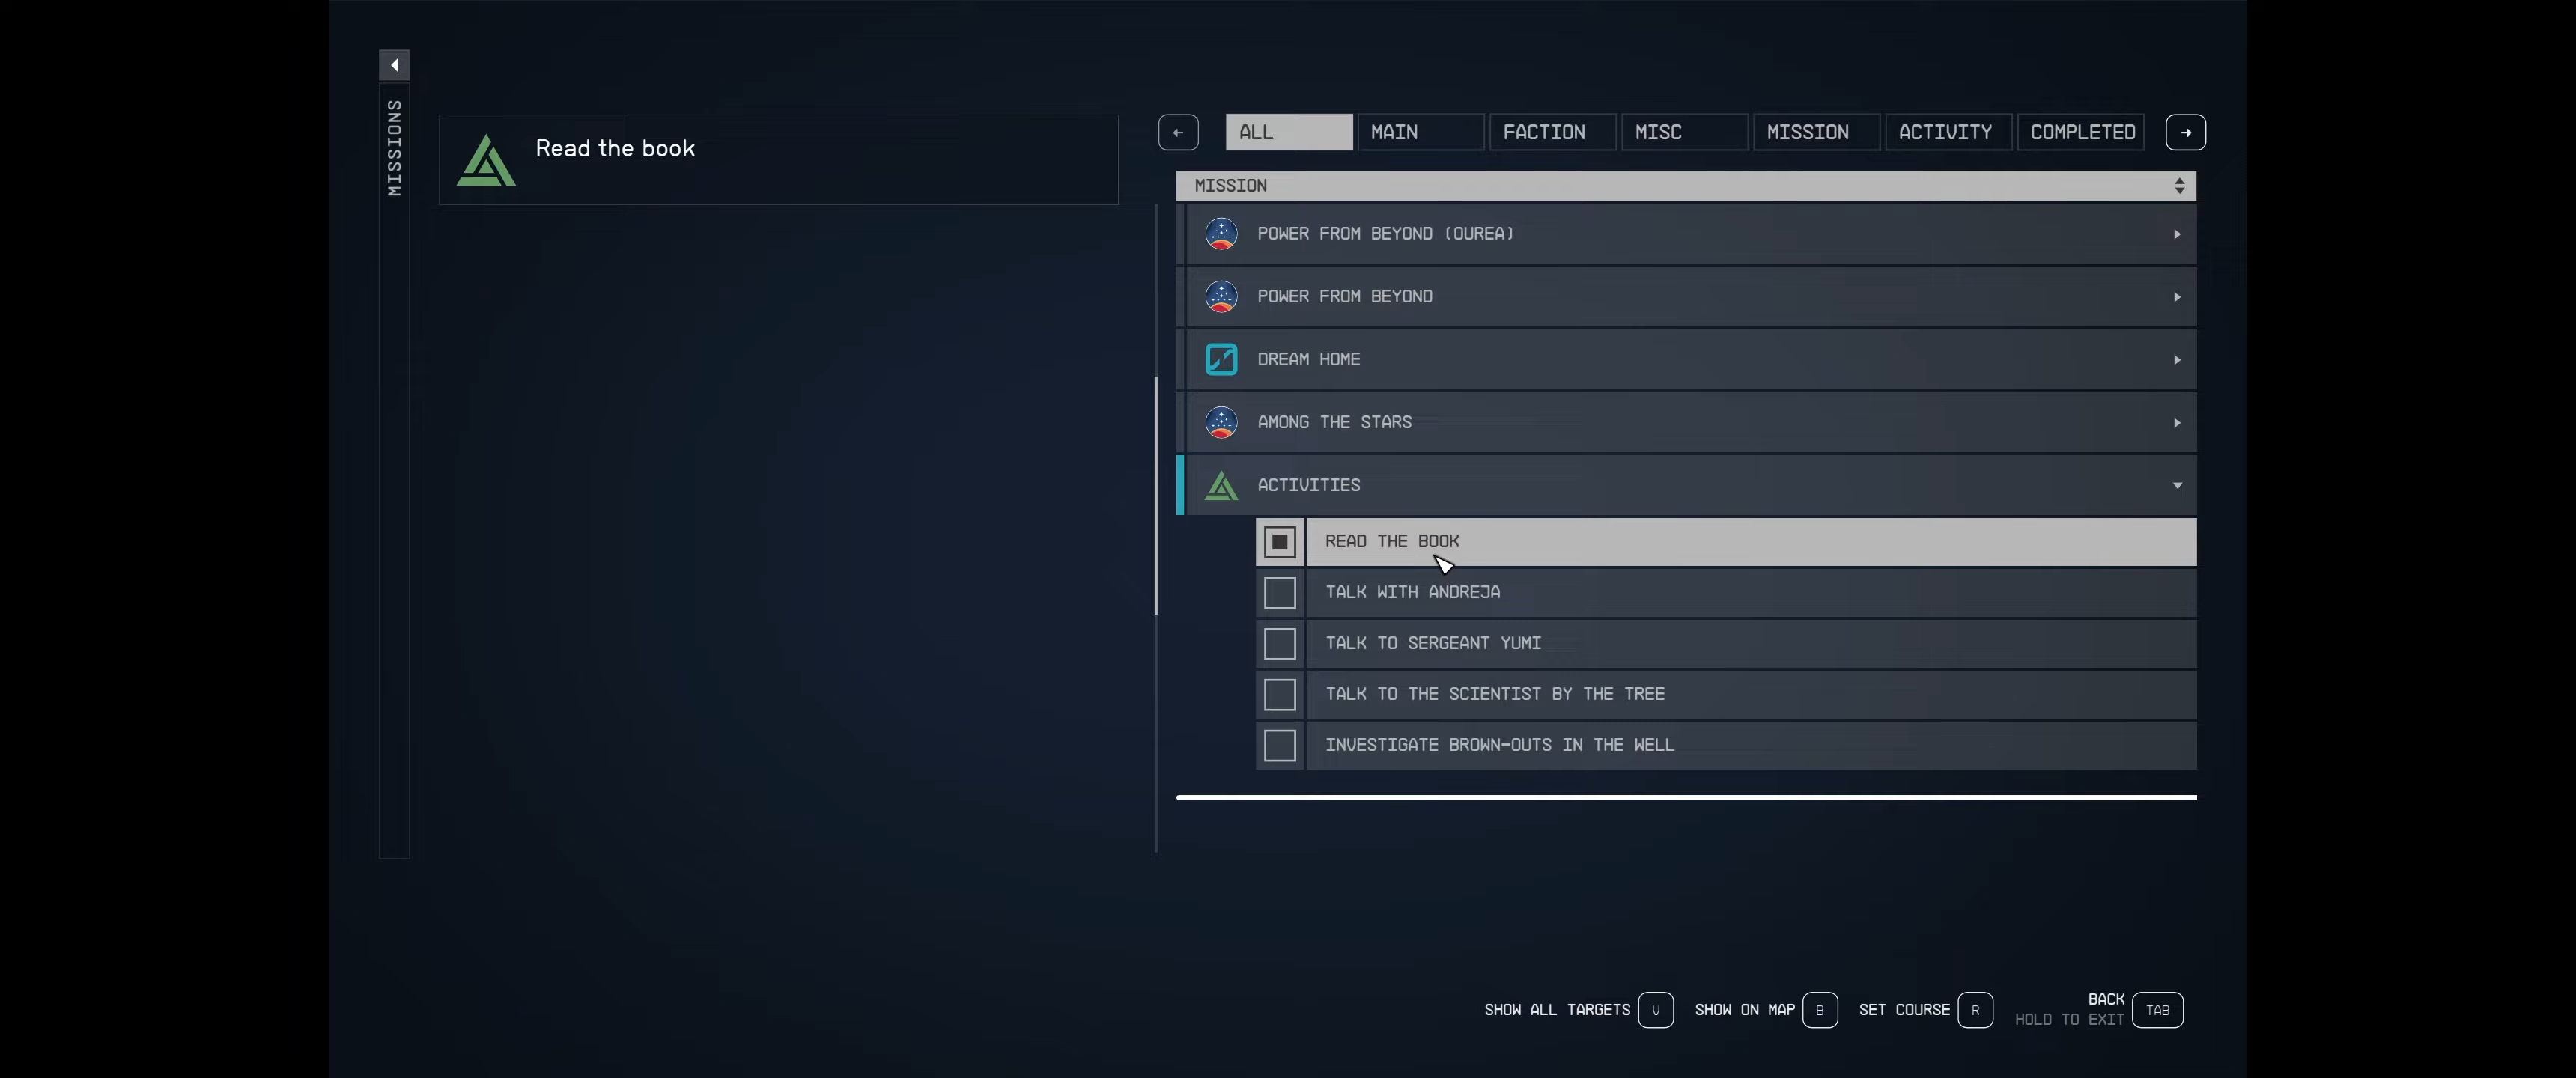 MISSIONS
Read the book
ALL MAIN FACTION MISC MISSION ACTIVITY COMPLETED
MISSION
POWER FROM BEYOND (OUREA)
POWER FROM BEYOND
DREAM HOME
AMONG THE STARS
ACTIVITIES
READ THE BOOK
TALK WITH ANDREJA
TALK TO SERGEANT YUMI
TALK TO THE SCIENTIST BY THE TREE
INVESTIGATE BROWN-OUTS IN THE WELL
SHOW ALL TARGETS V SHOW ON MAP B SET COURSE R BACK TAB
HOLD TO EXIT